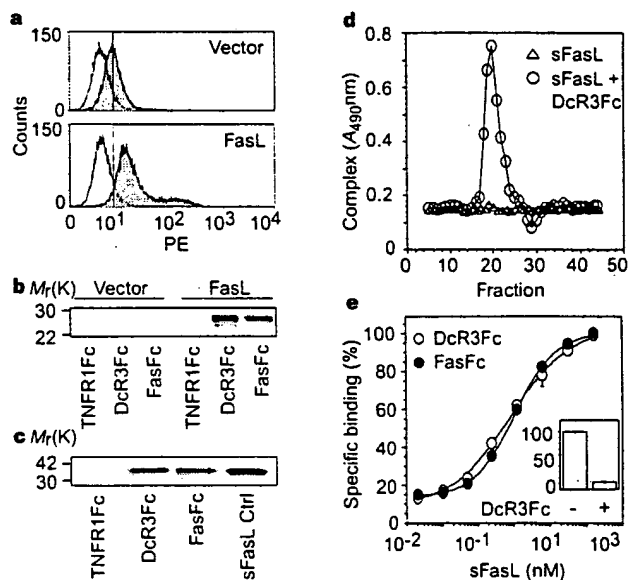 a
150
Vector
0
Counts
150
FasL
0
0 10¹ 10² 10³ 10⁴
PE
b Mr(K) Vector FasL
30
22
TNFR1Fc
DcR3Fc
FasFc
TNFR1Fc
DcR3Fc
FasFc
c Mr(K)
42
30
TNFR1Fc
DcR3Fc
FasFc
sFasL Ctrl
d
0.8
0.6
0.4
0.2
0
Complex (A490nm)
sFasL
sFasL +
DcR3Fc
0 10 20 30 40 50
Fraction
e
100
80
60
40
20
0
Specific binding (%)
DcR3Fc
FasFc
100
50
0
DcR3Fc - +
10⁻² 10⁻¹ 10¹ 10³
sFasL (nM)